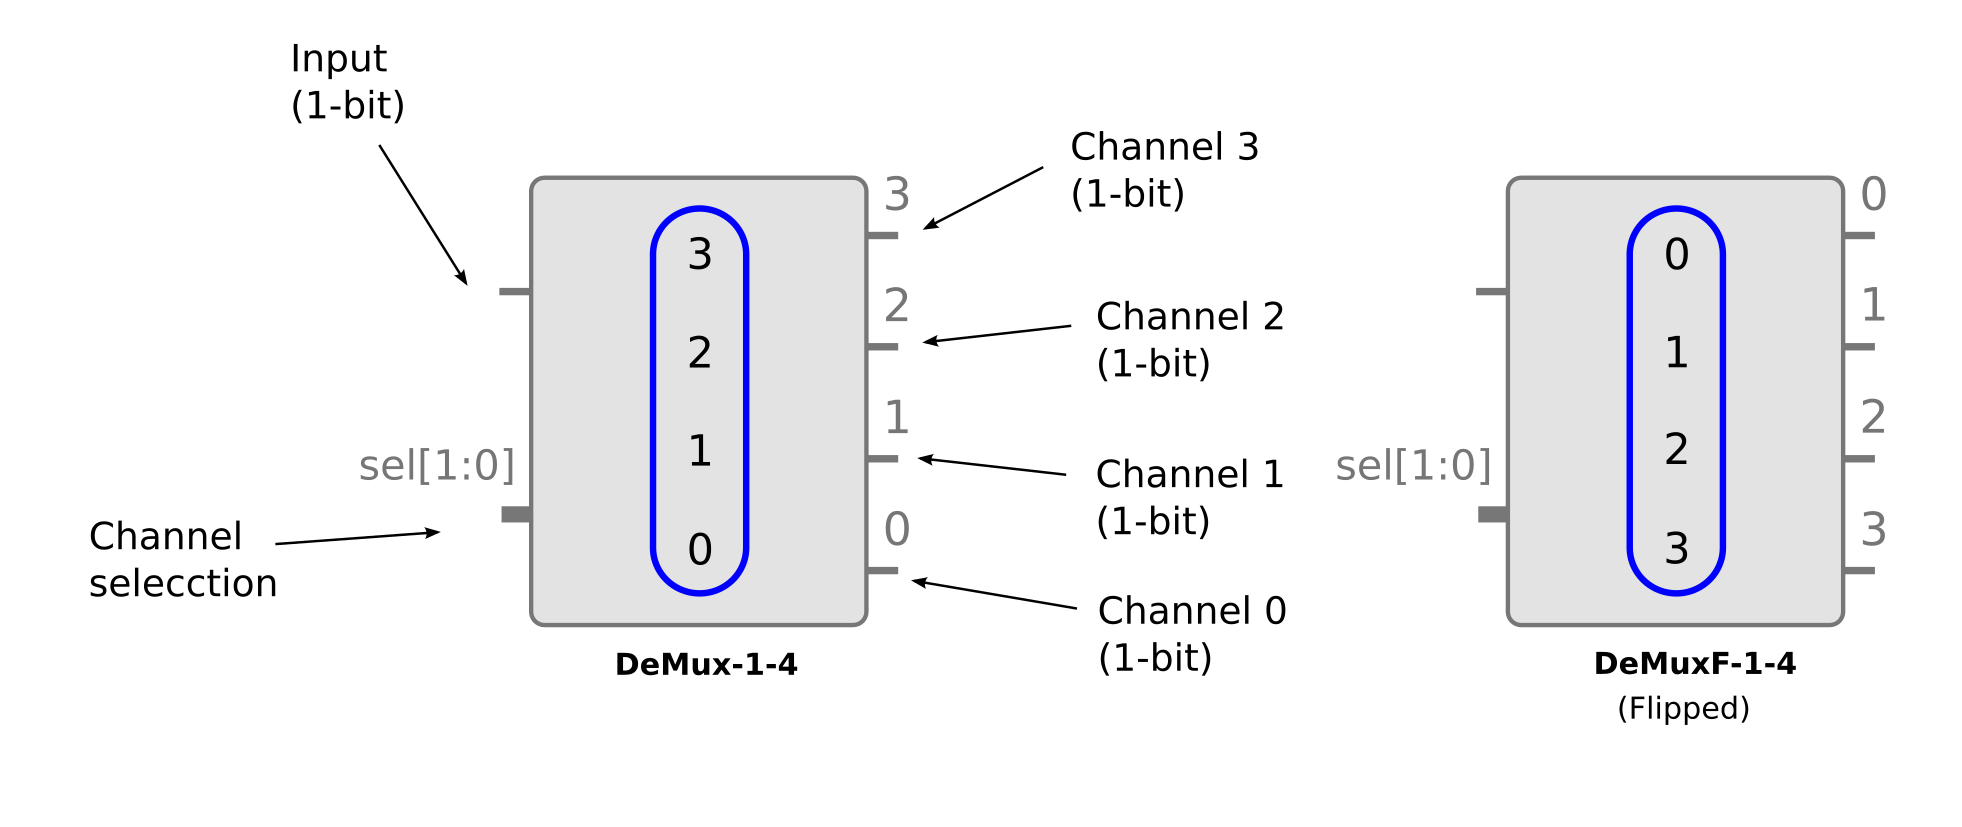 Input
(1-bit)
Channel 3
(1-bit)
3
3
2
2
1
1
0
0
Channel 2
(1-bit)
Channel 1
(1-bit)
Channel 0
(1-bit)
sel[1:0]
Channel
selecction
DeMux-1-4
0
0
1
1
2
2
3
3
sel[1:0]
DeMuxF-1-4
(Flipped)